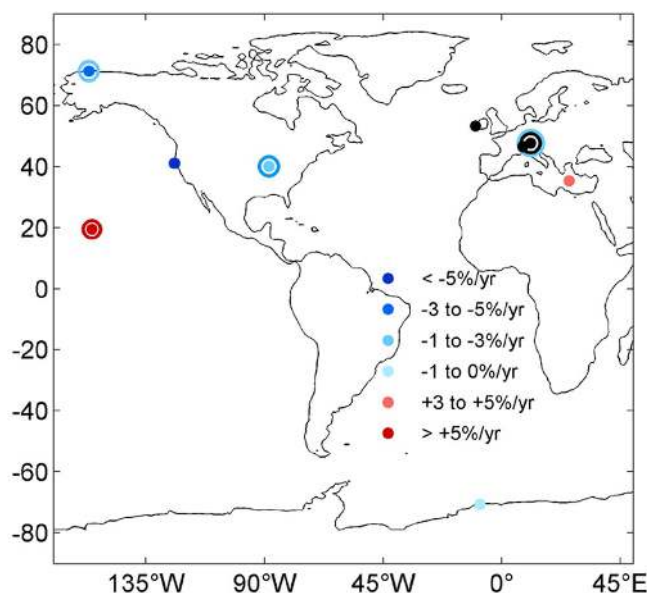 80
60
40
20
0
-20
-40
-60
-80
< -5%/yr
-3 to -5%/yr
-1 to -3%/yr
-1 to 0%/yr
+3 to +5%/yr
> +5%/yr
135°W 90°W 45°W 0° 45°E